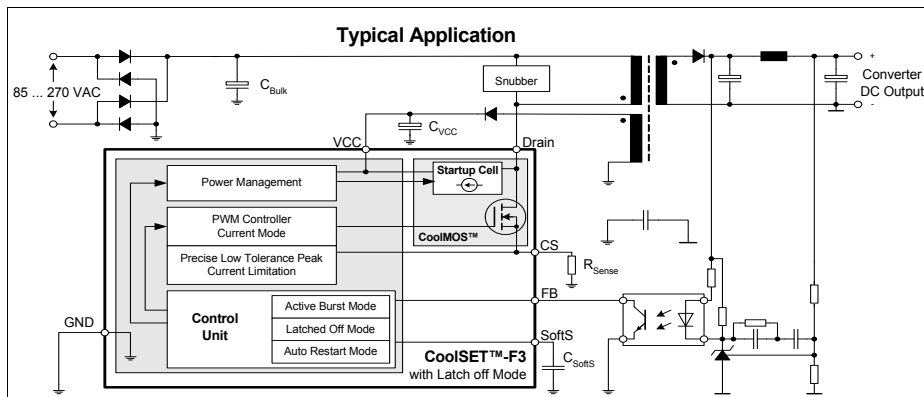 Typical Application
+
Snubber
85 ... 270 VAC
C_Bulk
Converter
DC Output
-
C_VCC
VCC
Drain
Power Management
Startup Cell
PWM Controller
Current Mode
CoolMOS™
Precise Low Tolerance Peak
Current Limitation
CS
R_Sense
FB
GND
Control
Unit
Active Burst Mode
Latched Off Mode
Auto Restart Mode
SoftS
C_SoftS
CoolSET™-F3
with Latch off Mode